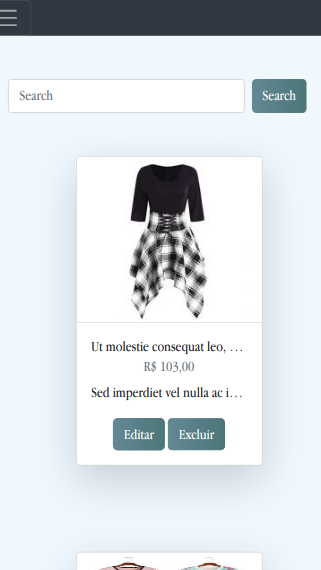 Search
Search
Ut molestie consequat leo, …
R$ 103,00
Sed imperdiet vel nulla ac i…
Editar
Excluir